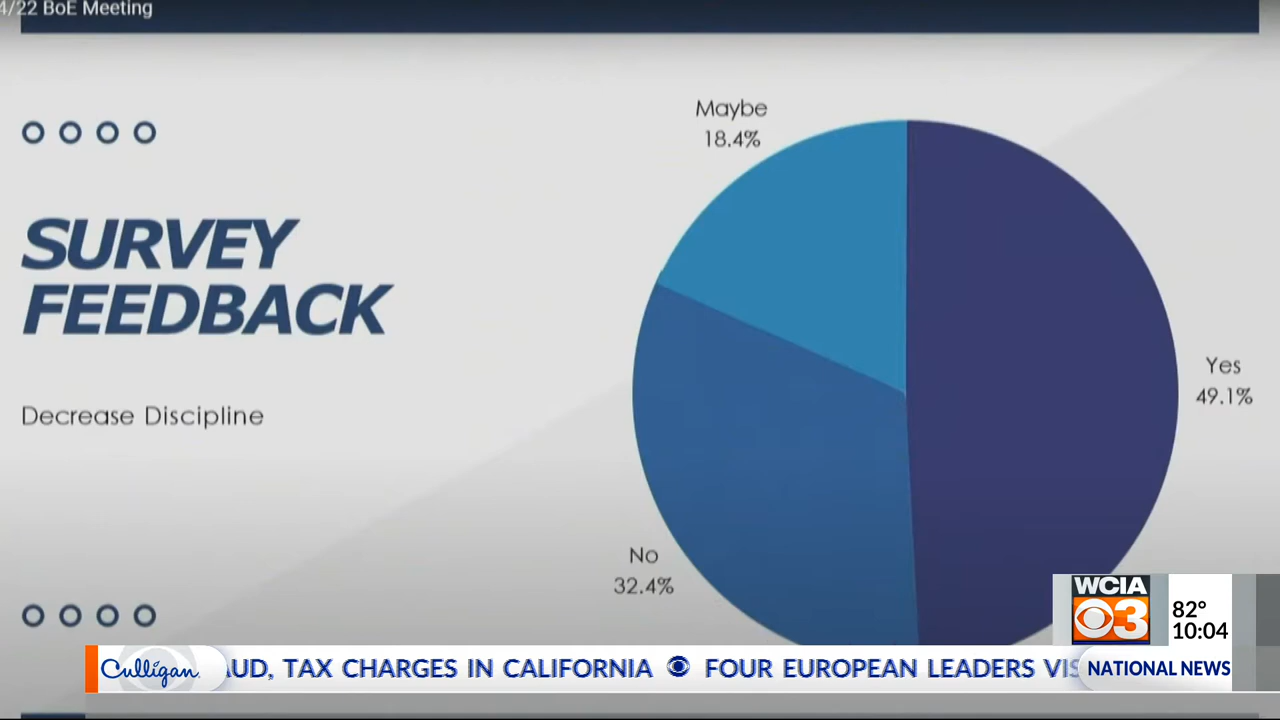 4/22 BoE Meeting
SURVEY
FEEDBACK
Decrease Discipline
Maybe
18.4%
Yes
49.1%
No
32.4%
WCIA
3
82°
10:04
Culligan
AUD, TAX CHARGES IN CALIFORNIA FOUR EUROPEAN LEADERS VIS
NATIONAL NEWS